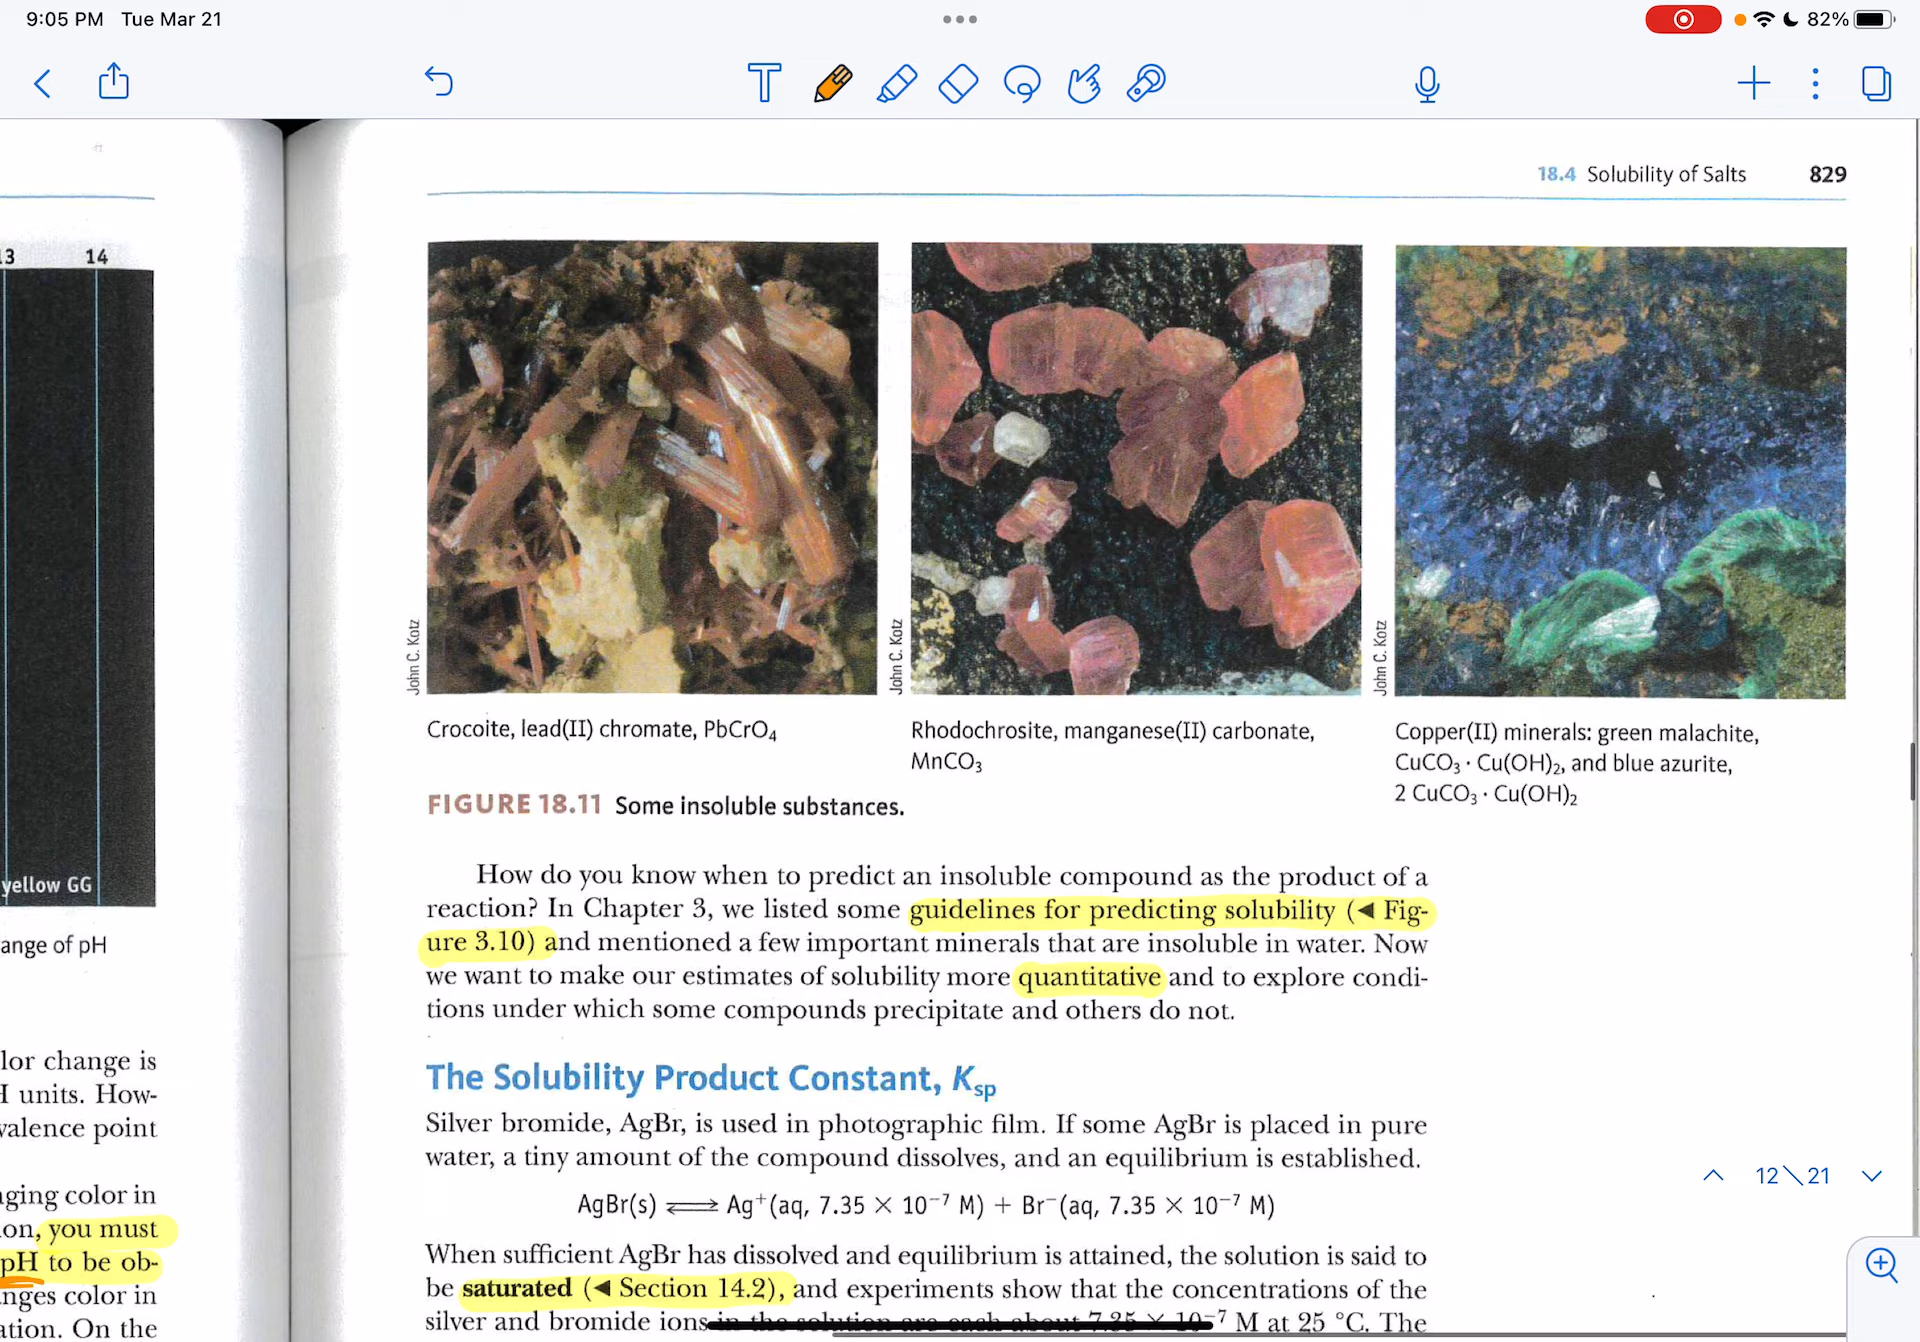 9:05 PM Tue Mar 21
82%
T
18.4 Solubility of Salts 829
13 14
yellow GG
ange of pH
lor change is
H units. How-
valence point
nging color in
on, you must
pH to be ob-
nges color in
ation. On the
John C. Kotz
John C. Kotz
John C. Kotz
Crocoite, lead(II) chromate, PbCrO₄
Rhodochrosite, manganese(II) carbonate,
MnCO₃
Copper(II) minerals: green malachite,
CuCO₃ · Cu(OH)₂, and blue azurite,
2 CuCO₃ · Cu(OH)₂
FIGURE 18.11 Some insoluble substances.
How do you know when to predict an insoluble compound as the product of a
reaction? In Chapter 3, we listed some guidelines for predicting solubility (◄ Fig-
ure 3.10) and mentioned a few important minerals that are insoluble in water. Now
we want to make our estimates of solubility more quantitative and to explore condi-
tions under which some compounds precipitate and others do not.
The Solubility Product Constant, Ksp
Silver bromide, AgBr, is used in photographic film. If some AgBr is placed in pure
water, a tiny amount of the compound dissolves, and an equilibrium is established.
AgBr(s) ⇌ Ag⁺(aq, 7.35 × 10⁻⁷ M) + Br⁻(aq, 7.35 × 10⁻⁷ M)
When sufficient AgBr has dissolved and equilibrium is attained, the solution is said to
be saturated (◄ Section 14.2), and experiments show that the concentrations of the
silver and bromide ions in the solution are each about 7.35 × 10⁻⁷ M at 25 °C. The
12\21